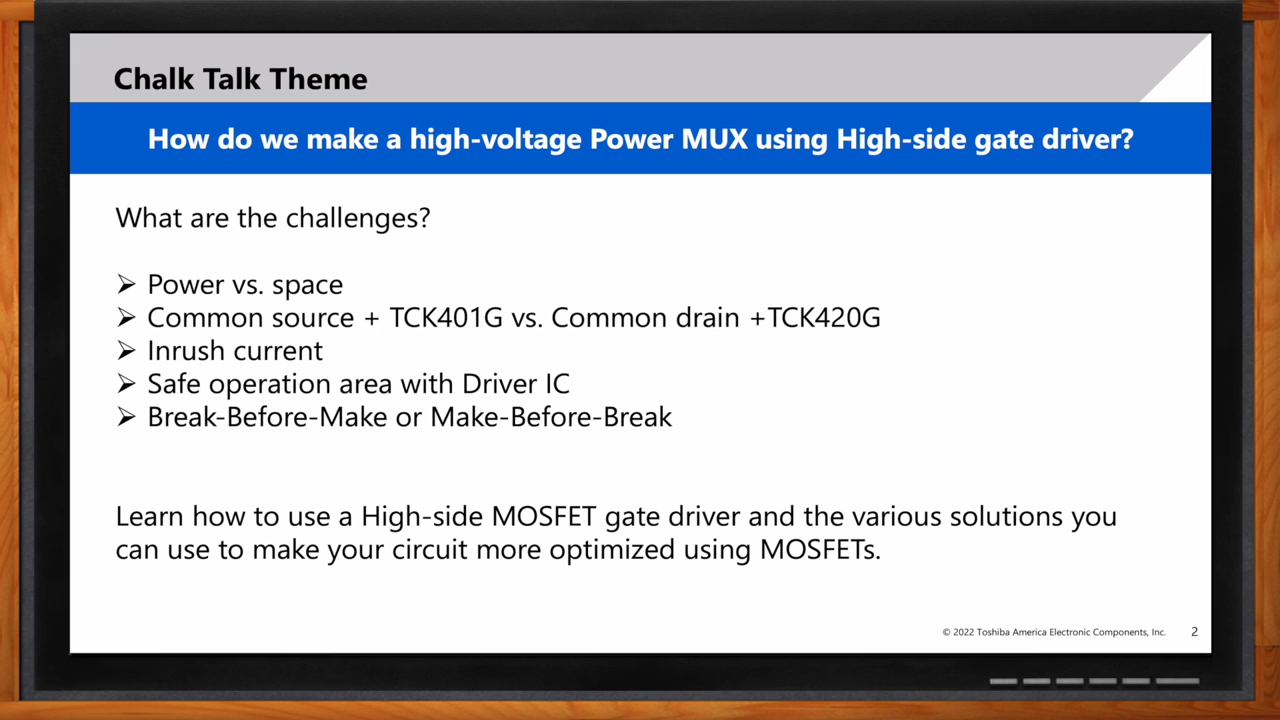 Chalk Talk Theme
How do we make a high-voltage Power MUX using High-side gate driver?
What are the challenges?
➢ Power vs. space
➢ Common source + TCK401G vs. Common drain +TCK420G
➢ Inrush current
➢ Safe operation area with Driver IC
➢ Break-Before-Make or Make-Before-Break
Learn how to use a High-side MOSFET gate driver and the various solutions you
can use to make your circuit more optimized using MOSFETs.
© 2022 Toshiba America Electronic Components, Inc. 2